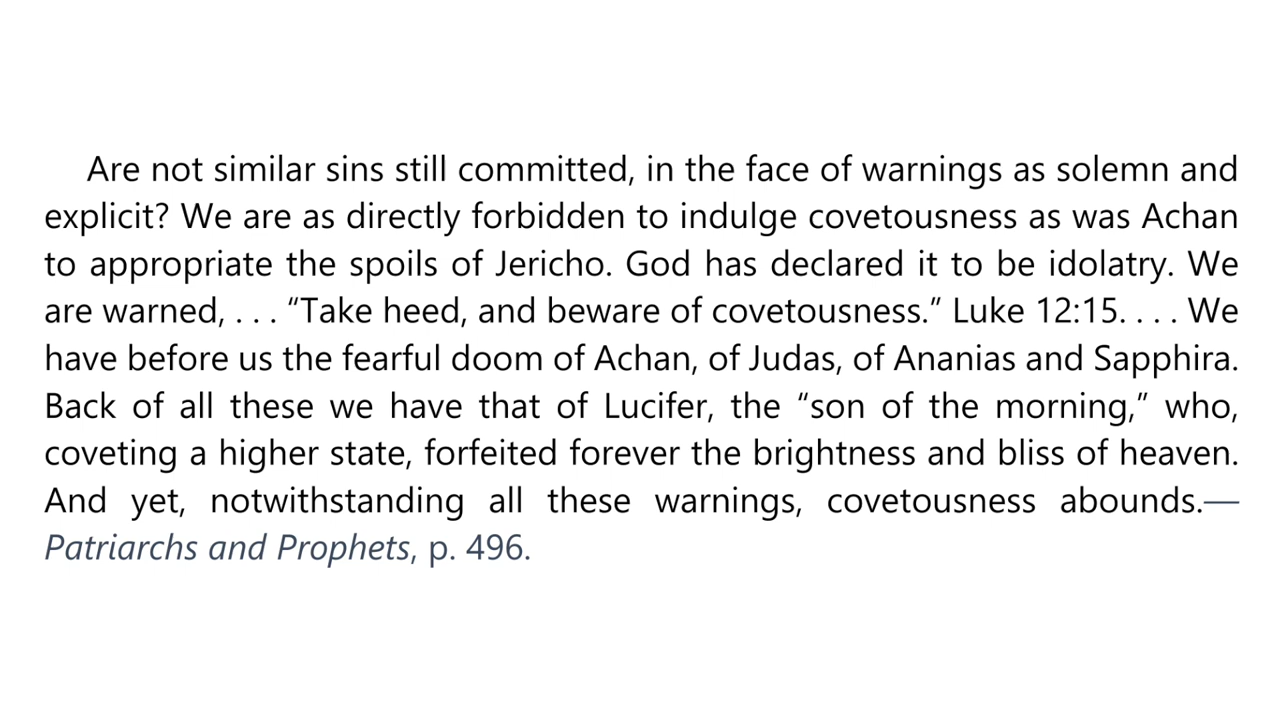 Are not similar sins still committed, in the face of warnings as solemn and
explicit? We are as directly forbidden to indulge covetousness as was Achan
to appropriate the spoils of Jericho. God has declared it to be idolatry. We
are warned, . . . “Take heed, and beware of covetousness.” Luke 12:15. . . . We
have before us the fearful doom of Achan, of Judas, of Ananias and Sapphira.
Back of all these we have that of Lucifer, the “son of the morning,” who,
coveting a higher state, forfeited forever the brightness and bliss of heaven.
And yet, notwithstanding all these warnings, covetousness abounds.—
Patriarchs and Prophets, p. 496.